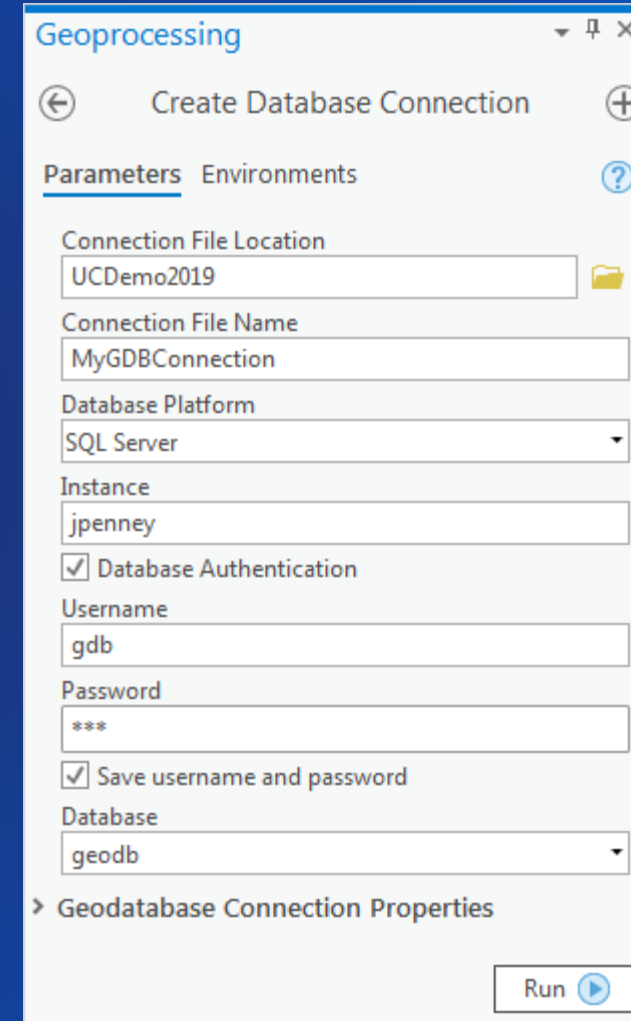 Geoprocessing
Create Database Connection
Parameters Environments
Connection File Location
UCDemo2019
Connection File Name
MyGDBConnection
Database Platform
SQL Server
Instance
jpenney
Database Authentication
Username
gdb
Password
***
Save username and password
Database
geodb
Geodatabase Connection Properties
Run